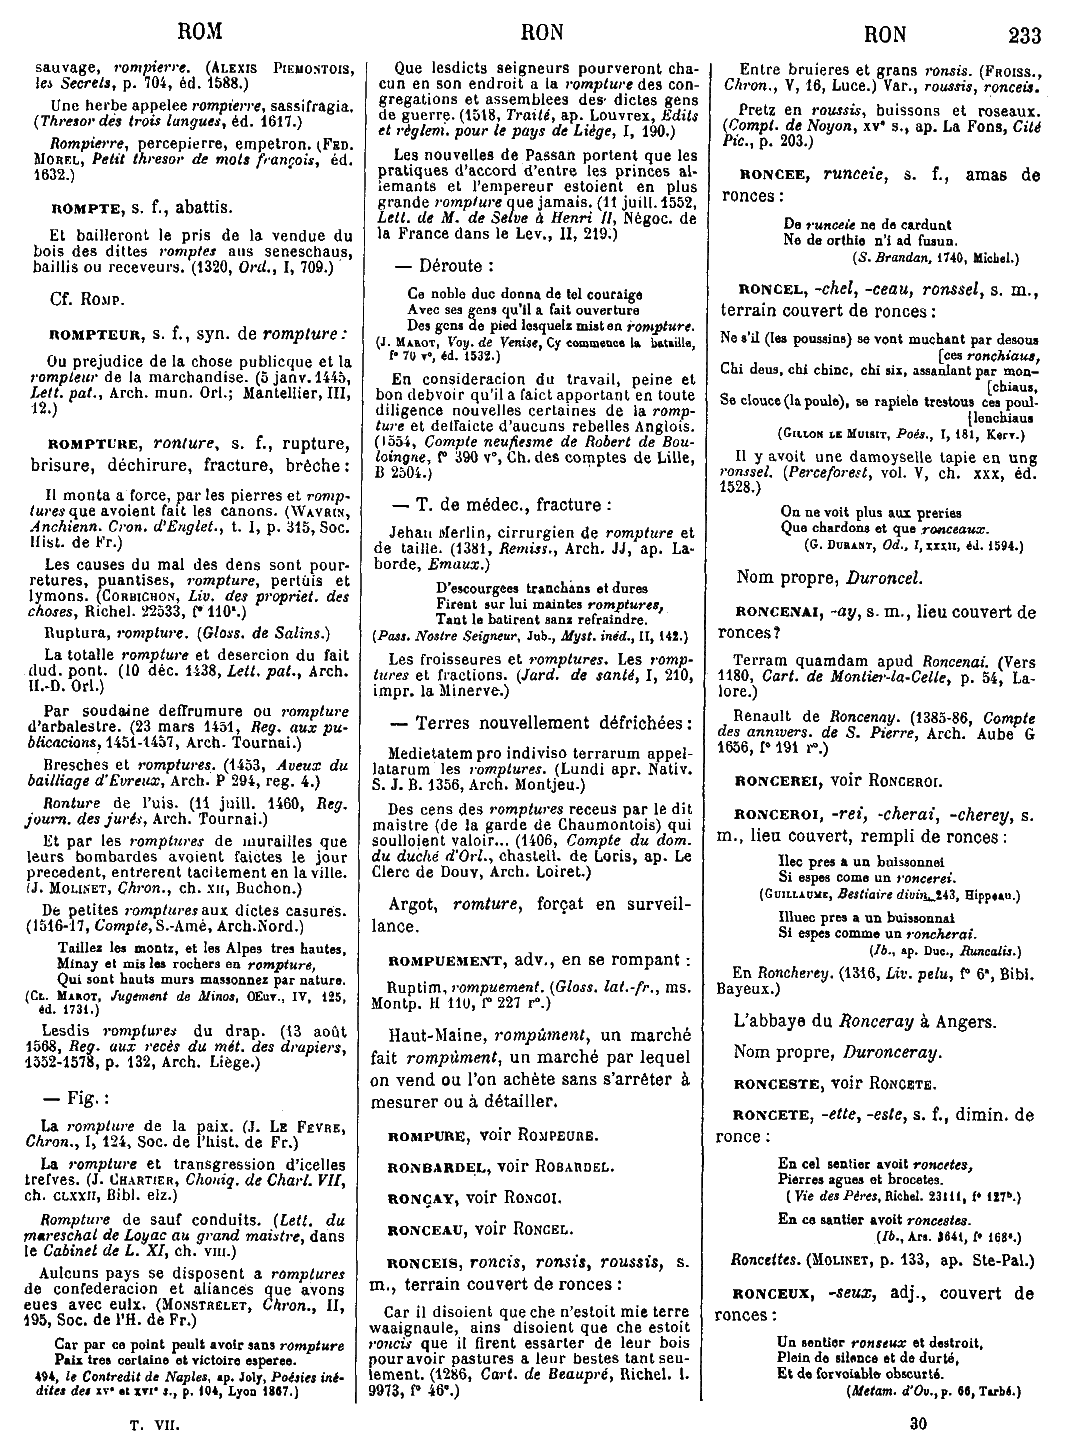 ROM
RON
RON
233
sauvage, rompierre. (ALEXIS PIEMONTOIS,
les Secrets, p. 704, éd. 1588.)
Une herbe appelee rompierre, sassifragia.
(Thresor des trois langues, éd. 1617.)
Rompierre, percepierre, empetron. (FED.
MOREL, Petit thresor de mots françois, éd.
1632.)
ROMPTE, s. f., abattis.
Et bailleront le pris de la vendue du
bois des dittes romptes aus seneschaus,
baillis ou receveurs. (1320, Ord., I, 709.)
Cf. ROMP.
ROMPTEUR, s. f., syn. de rompture :
Ou prejudice de la chose publicque et la
rompteur de la marchandise. (5 janv. 1445,
Lett. pat., Arch. mun. Orl.; Mantellier, III,
12.)
ROMPTURE, ronture, s. f., rupture,
brisure, déchirure, fracture, brêche :
Il monta a force, par les pierres et romp-
tures que avoient fait les canons. (WAVRIN,
Anchienn. Cron. d'Englet., t. I, p. 315, Soc.
Hist. de Fr.)
Les causes du mal des dens sont pour-
retures, puantises, rompture, pertuis et
lymons. (CORBICHON, Liv. des propriet. des
choses, Richel. 22533, f° 110ᵃ.)
Ruptura, rompture. (Gloss. de Salins.)
La totalle rompture et desercion du fait
dud. pont. (10 déc. 1438, Lett. pat., Arch.
H.-D. Orl.)
Par soudaine deffrumure ou rompture
d'arbalestre. (23 mars 1451, Reg. aux pu-
blicacions, 1451-1457, Arch. Tournai.)
Bresches et romptures. (1453, Aveux du
bailliage d'Evreux, Arch. P 294, reg. 4.)
Ronture de l'uis. (11 juill. 1460, Reg.
journ. des jurés, Arch. Tournai.)
Et par les romptures de murailles que
leurs bombardes avoient faictes le jour
precedent, entrerent tacitement en la ville.
(J. MOLINET, Chron., ch. XII, Buchon.)
De petites romptures aux dictes casures.
(1516-17, Compte, S.-Amé, Arch. Nord.)
Taillez les montz, et les Alpes tres hautes,
Minay et mis les rochers en rompture,
Qui sont hauts murs massonnez par nature.
(CL. MAROT, Jugement de Minos, OEuv., IV, 125,
éd. 1731.)
Lesdis romptures du drap. (13 août
1568, Reg. aux recès du mét. des drapiers,
1552-1578, p. 132, Arch. Liège.)
— Fig. :
La rompture de la paix. (J. LE FEVRE,
Chron., I, 124, Soc. de l'hist. de Fr.)
La rompture et transgression d'icelles
trefves. (J. CHARTIER, Choniq. de Charl. VII,
ch. CLXXII, Bibl. elz.)
Rompture de sauf conduits. (Lett. du
mareschal de Loyac au grand maistre, dans
le Cabinet de L. XI, ch. VIII.)
Aulcuns pays se disposent a romptures
de confederacion et aliances que avons
eues avec eulx. (MONSTRELET, Chron., II,
195, Soc. de l'H. de Fr.)
Car par ce point peult avoir sans rompture
Paix tres certaine et victoire esperee.
494, le Contredit de Naples, ap. Joly, Poésies iné-
dites des XVᵉ et XVIᵉ s., p. 104, Lyon 1867.)
T. VII.
Que lesdicts seigneurs pourveront cha-
cun en son endroit a la rompture des con-
gregations et assemblees des dictes gens
de guerre. (1518, Traité, ap. Louvrex, Edits
et règlem. pour le pays de Liège, I, 190.)
Les nouvelles de Passan portent que les
pratiques d'accord d'entre les princes al-
lemants et l'empereur estoient en plus
grande rompture que jamais. (11 juill. 1552,
Lett. de M. de Selve à Henri II, Négoc. de
la France dans le Lev., II, 219.)
— Déroute :
Ce noble duc donna de tel couraige
Avec ses gens qu'il a fait ouverture
Des gens de pied lesquelz mist en rompture.
(J. MAROT, Voy. de Venise, Cy commence la bataille,
f° 70 v°, éd. 1532.)
En consideracion du travail, peine et
bon debvoir qu'il a faict apportant en toute
diligence nouvelles certaines de la romp-
ture et deffaicte d'aucuns rebelles Anglois.
(1554, Compte neufiesme de Robert de Bou-
loingne, f° 390 v°, Ch. des comptes de Lille,
B 2504.)
— T. de médec., fracture :
Jehan Merlin, cirrurgien de rompture et
de taille. (1381, Remiss., Arch. JJ, ap. La-
borde, Emaux.)
D'escourgees tranchans et dures
Firent sur lui maintes romptures,
Tant le batirent sanz refraindre.
(Pass. Nostre Seigneur, Jub., Myst. inéd., II, 142.)
Les froisseures et romptures. Les romp-
tures et fractions. (Jard. de santé, I, 210,
impr. la Minerve.)
— Terres nouvellement défrichées :
Medietatem pro indiviso terrarum appel-
latarum les romptures. (Lundi apr. Nativ.
S. J. B. 1356, Arch. Montjeu.)
Des cens des romptures receus par le dit
maistre (de la garde de Chaumontois) qui
soulloient valoir... (1406, Compte du dom.
du duché d'Orl., chastell. de Loris, ap. Le
Clerc de Douy, Arch. Loiret.)
Argot, romture, forçat en surveil-
lance.
ROMPUEMENT, adv., en se rompant :
Ruptim, rompuement. (Gloss. lat.-fr., ms.
Montp. H 110, f° 227 r°.)
Haut-Maine, rompûment, un marché
fait rompûment, un marché par lequel
on vend ou l'on achète sans s'arrêter à
mesurer ou à détailler.
ROMPURE, voir ROMPEURE.
RONBARDEL, voir ROBARDEL.
RONÇAY, voir RONCOI.
RONCEAU, voir RONCEL.
RONCEIS, roncis, ronsis, roussis, s.
m., terrain couvert de ronces :
Car il disoient que che n'estoit mie terre
waaignaule, ains disoient que che estoit
roncis que il firent essarter de leur bois
pour avoir pastures a leur bestes tant seu-
lement. (1286, Cart. de Beaupré, Richel. l.
9973, f° 46ᵃ.)
Entre bruieres et grans ronsis. (FROISS.,
Chron., V, 16, Luce.) Var., roussis, ronceis.
Pretz en roussis, buissons et roseaux.
(Compt. de Noyon, XVᵉ s., ap. La Fons, Cité
Pic., p. 203.)
RONCEE, runceie, s. f., amas de
ronces :
De runceie ne de cardunt
Ne de orthie n'i ad fusun.
(S. Brandan, 1740, Michel.)
RONCEL, -chel, -ceau, ronssel, s. m.,
terrain couvert de ronces :
Ne s'il (les poussins) se vont muchant par desous
[ces ronchiaus,
Chi deus, chi chinc, chi six, assanlant par mon-
[chiaus,
Se clouce (la poule), se rapiele trestous ces poul-
[lenchiaus
(GILLON LE MUISIT, Poés., I, 181, Kerv.)
Il y avoit une damoyselle tapie en ung
ronssel. (Perceforest, vol. V, ch. XXX, éd.
1528.)
On ne voit plus aux preries
Que chardons et que ronceaux.
(G. DURANT, Od., I, XXXII, éd. 1594.)
Nom propre, Duroncel.
RONCENAI, -ay, s. m., lieu couvert de
ronces?
Terram quamdam apud Roncenai. (Vers
1180, Cart. de Montier-la-Celle, p. 54, La-
lore.)
Renault de Roncenay. (1385-86, Compte
des annivers. de S. Pierre, Arch. Aube G
1656, f° 191 r°.)
RONCEREI, voir RONCEROI.
RONCEROI, -rei, -cherai, -cherey, s.
m., lieu couvert, rempli de ronces :
Ilec pres a un buissonnei
Si espes come un roncerei.
(GUILLAUME, Bestiaire divin, 243, Hippeau.)
Illuec pres a un buissonnai
Si espes comme un roncherai.
(Ib., ap. Duc., Runcalis.)
En Roncherey. (1316, Liv. pelu, f° 6ᵃ, Bibl.
Bayeux.)
L'abbaye du Ronceray à Angers.
Nom propre, Duronceray.
RONCESTE, voir RONCETE.
RONCETE, -ette, -este, s. f., dimin. de
ronce :
En cel sentier avoit roncetes,
Pierres agues et brocetes.
(Vie des Pères, Richel. 23111, f° 127ᵇ.)
En ce santier avoit roncestes.
(Ib., Ars. 3641, f° 168ᵃ.)
Roncettes. (MOLINET, p. 133, ap. Ste-Pal.)
RONCEUX, -seux, adj., couvert de
ronces :
Un sentier ronseux et destroit,
Plein de silence et de durté,
Et de forvoiable obscurté.
(Metam. d'Ov., p. 66, Tarbé.)
30